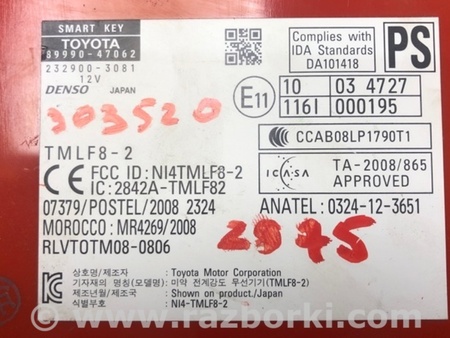 SMART KEY
TOYOTA
89990-47062
232900-3081
12V
DENSO JAPAN
303520
TMLF8-2
CE FCC ID:NI4TMLF8-2
IC:2842A-TMLF82
07379/POSTEL/2008 2324
MOROCCO:MR4269/2008
RLVTOTM08-0806
Complies with
IDA Standards
DA101418
PS
E11
10 03 4727
116I 000195
CCAB08LP1790T1
ICASA
TA-2008/865
APPROVED
ANATEL: 0324-12-3651
2975
상호명/제조자 : Toyota Motor Corporation
기자재의 명칭(모델명): 미약 전계강도 무선기기(TMLF8-2)
제조년월/제조국 : Shown on product/Japan
식별부호 : NI4-TMLF8-2
© www.razborki.com/